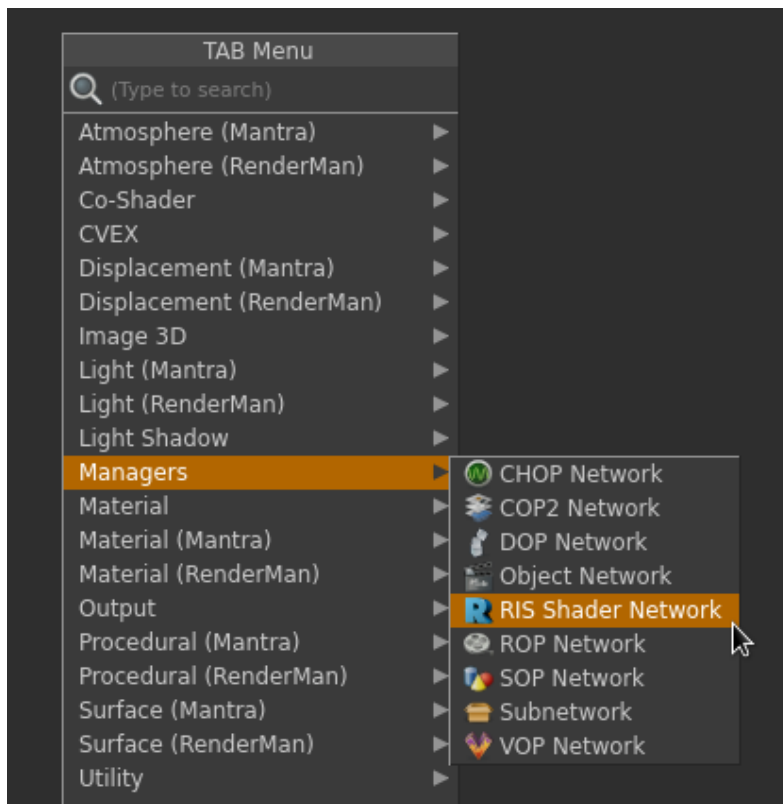 TAB Menu
(Type to search)
Atmosphere (Mantra)
Atmosphere (RenderMan)
Co-Shader
CVEX
Displacement (Mantra)
Displacement (RenderMan)
Image 3D
Light (Mantra)
Light (RenderMan)
Light Shadow
Managers
Material
Material (Mantra)
Material (RenderMan)
Output
Procedural (Mantra)
Procedural (RenderMan)
Surface (Mantra)
Surface (RenderMan)
Utility
CHOP Network
COP2 Network
DOP Network
Object Network
RIS Shader Network
ROP Network
SOP Network
Subnetwork
VOP Network